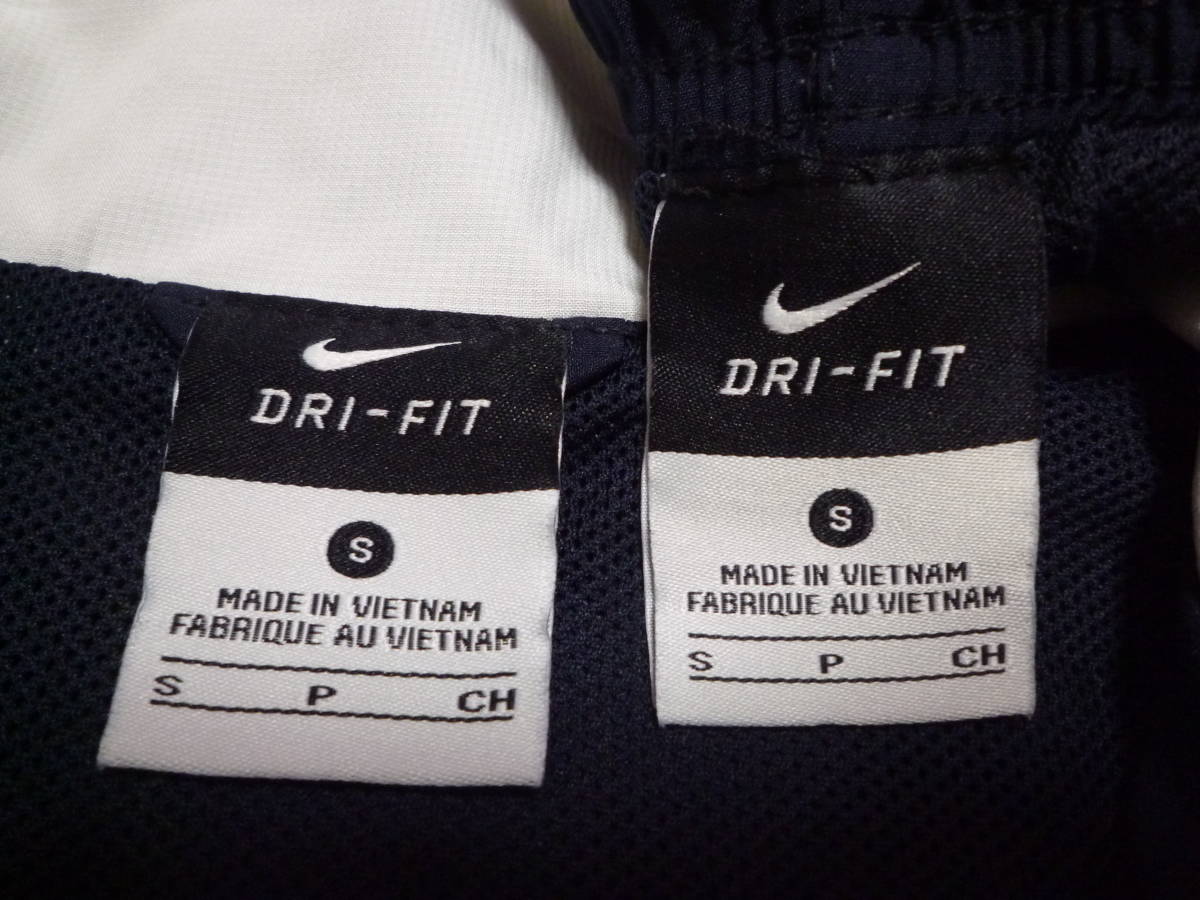 DRI-FIT
S
MADE IN VIETNAM
FABRIQUE AU VIETNAM
S P CH
DRI-FIT
S
MADE IN VIETNAM
FABRIQUE AU VIETNAM
S P CH